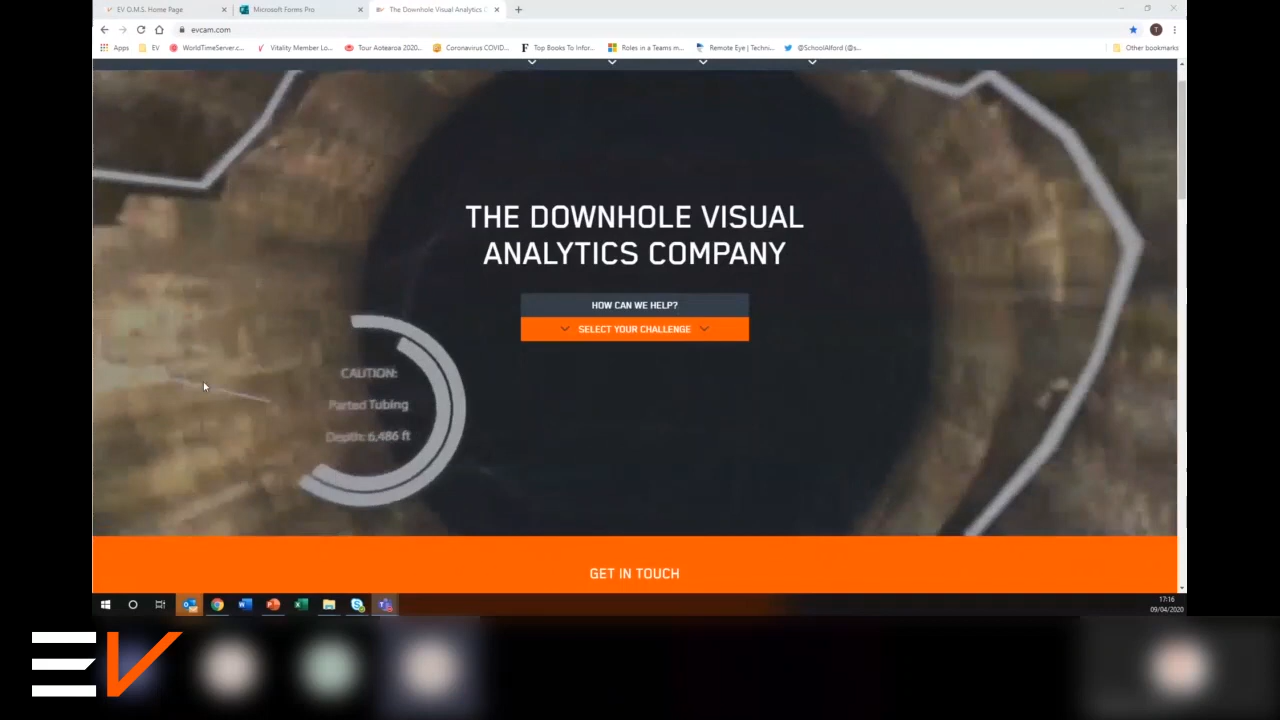 EV O.M.S. Home Page
Microsoft Forms Pro
The Downhole Visual Analytics C
evcam.com
T
Apps
EV
WorldTimeServer.c...
Vitality Member Lo...
Tour Aotearoa 2020...
Coronavirus COVID...
Top Books To Infor...
Roles in a Teams m...
Remote Eye | Techni...
@SchoolAlford (@s...
Other bookmarks
THE DOWNHOLE VISUAL
ANALYTICS COMPANY
HOW CAN WE HELP?
SELECT YOUR CHALLENGE
CAUTION:
Parted Tubing
Depth: 6,486 ft
GET IN TOUCH
17:16
09/04/2020
EV